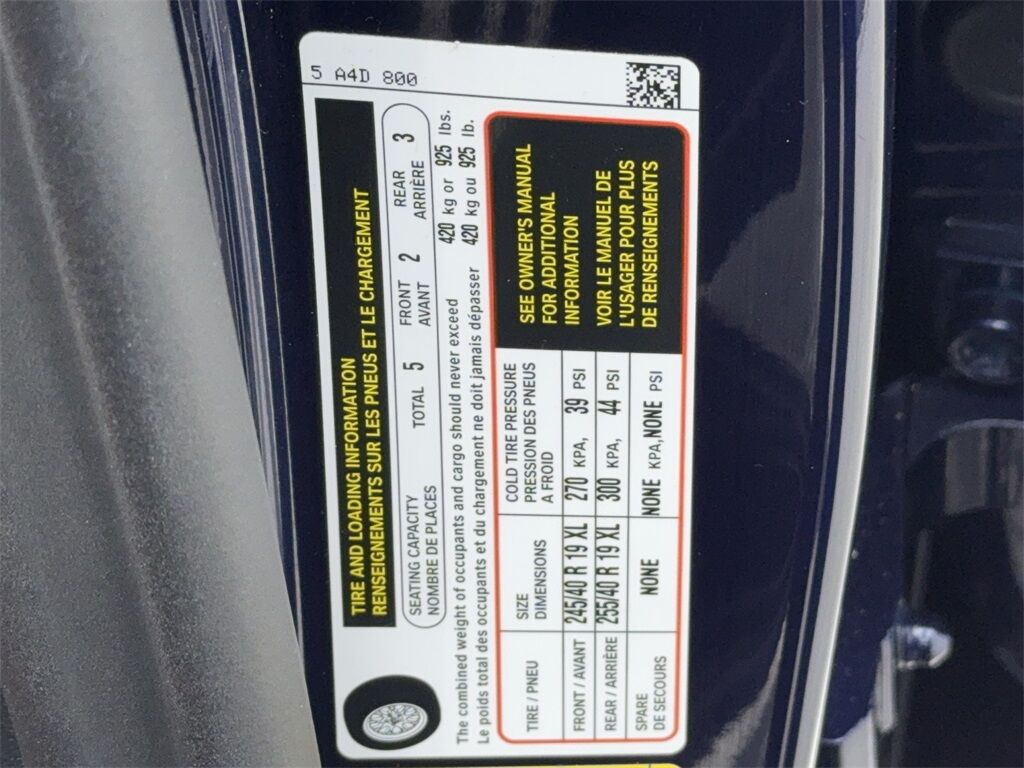 5 A4D 800
TIRE AND LOADING INFORMATION
RENSEIGNEMENTS SUR LES PNEUS ET LE CHARGEMENT
SEATING CAPACITY
NOMBRE DE PLACES
TOTAL 5
FRONT
AVANT 2
REAR
ARRIÈRE 3
The combined weight of occupants and cargo should never exceed 420 kg or 925 lbs.
Le poids total des occupants et du chargement ne doit jamais dépasser 420 kg ou 925 lb.
TIRE / PNEU
SIZE
DIMENSIONS
COLD TIRE PRESSURE
PRESSION DES PNEUS
A FROID
FRONT / AVANT 245/40 R 19 XL 270 KPA, 39 PSI
REAR / ARRIÈRE 255/40 R 19 XL 300 KPA, 44 PSI
SPARE
DE SECOURS
NONE NONE KPA,NONE PSI
SEE OWNER'S MANUAL
FOR ADDITIONAL
INFORMATION
VOIR LE MANUEL DE
L'USAGER POUR PLUS
DE RENSEIGNEMENTS